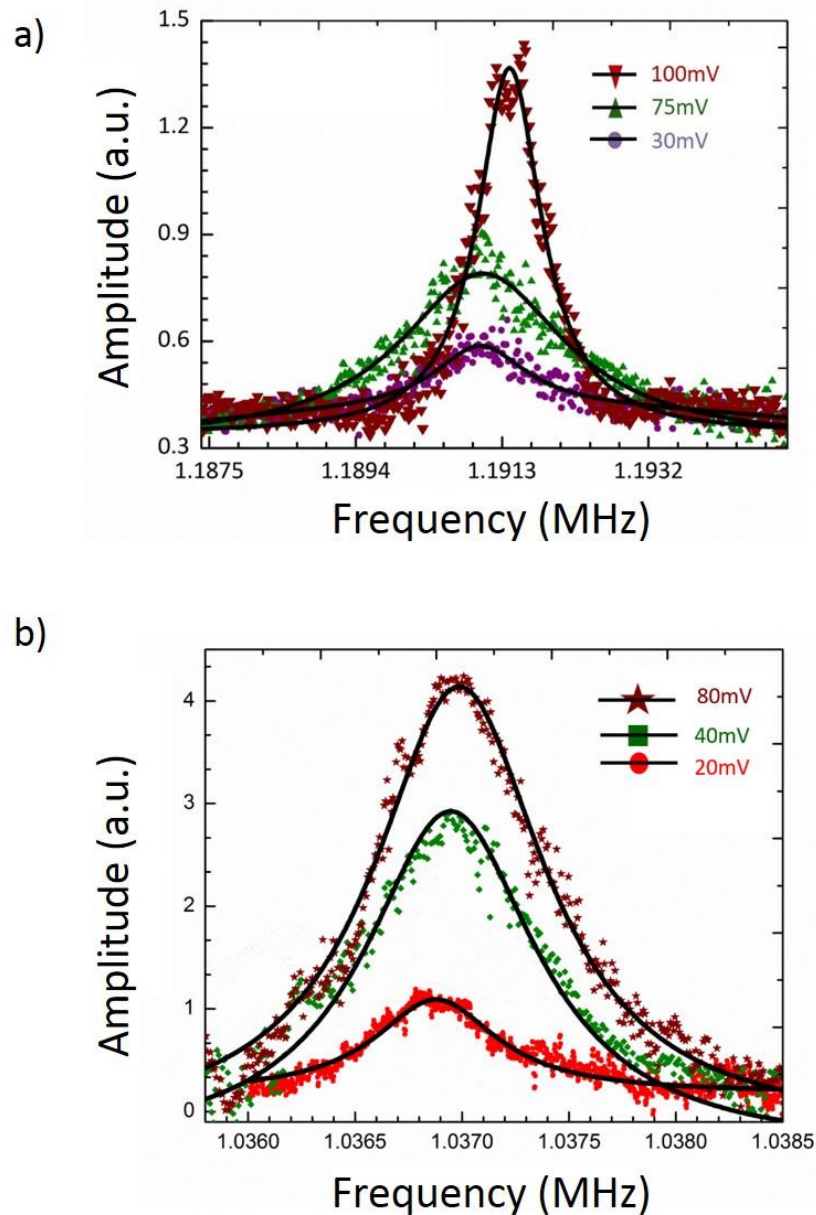 a)
1.5
1.2
0.9
0.6
0.3
Amplitude (a.u.)
100mV
75mV
30mV
1.1875 1.1894 1.1913 1.1932
Frequency (MHz)
b)
4
3
2
1
0
Amplitude (a.u.)
80mV
40mV
20mV
1.0360 1.0365 1.0370 1.0375 1.0380 1.0385
Frequency (MHz)